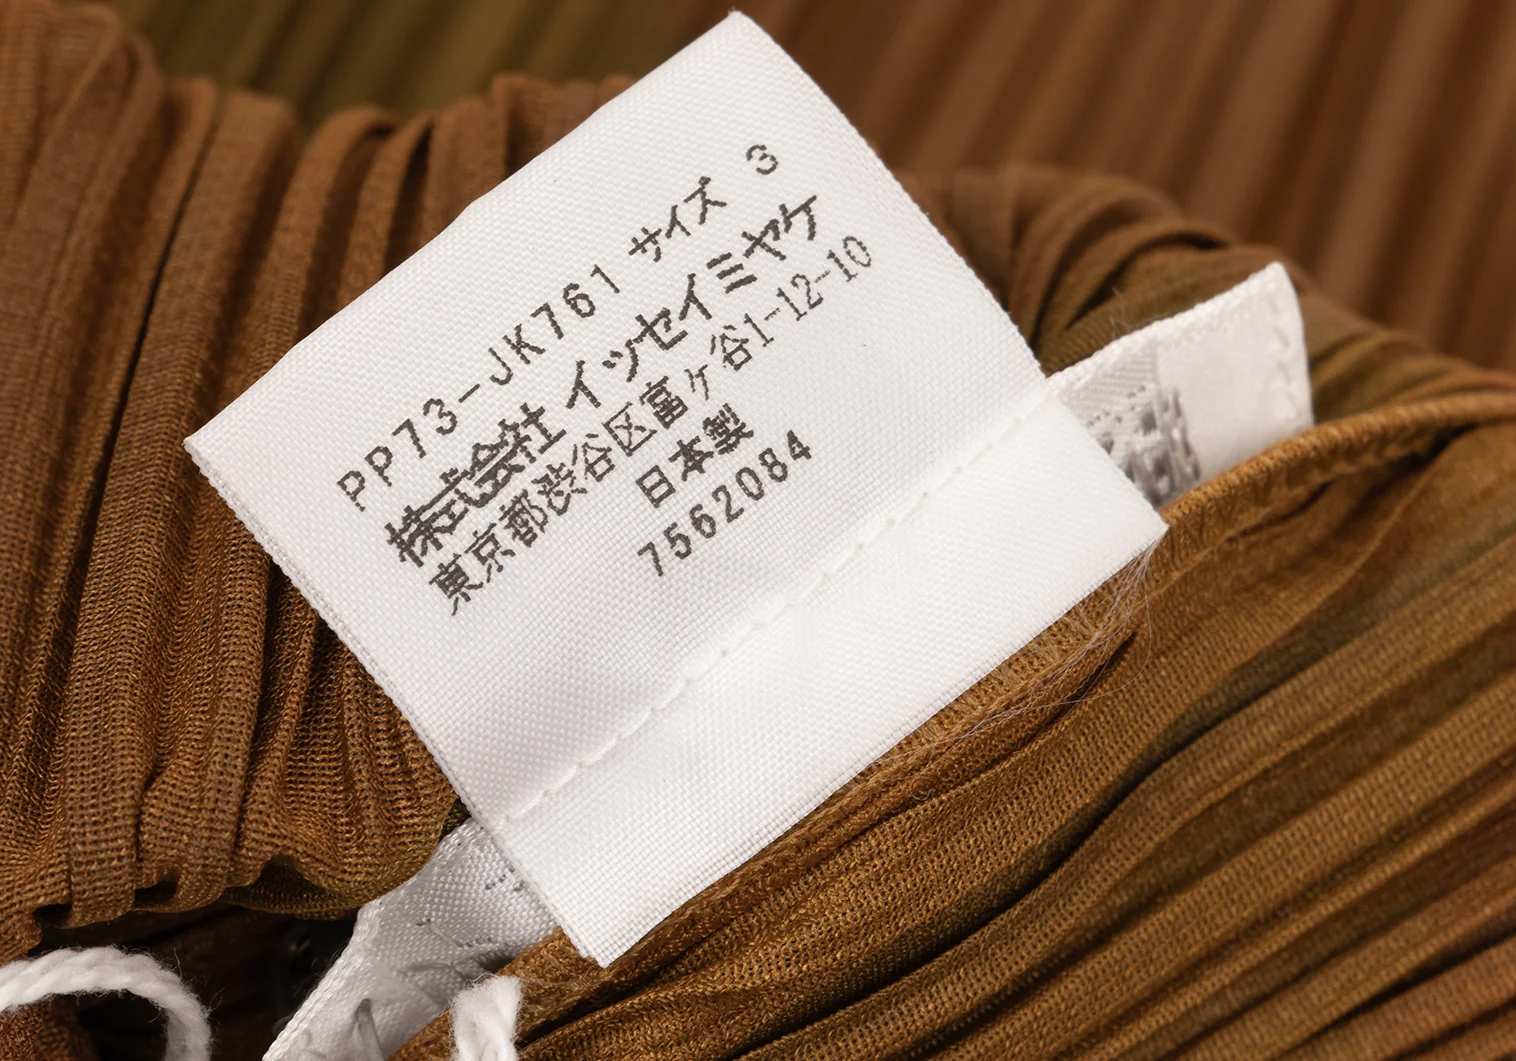 PP73-JK761 サイズ 3
株式会社 イッセイミヤケ
東京都渋谷区富ヶ谷1-12-10
日本製
7562084